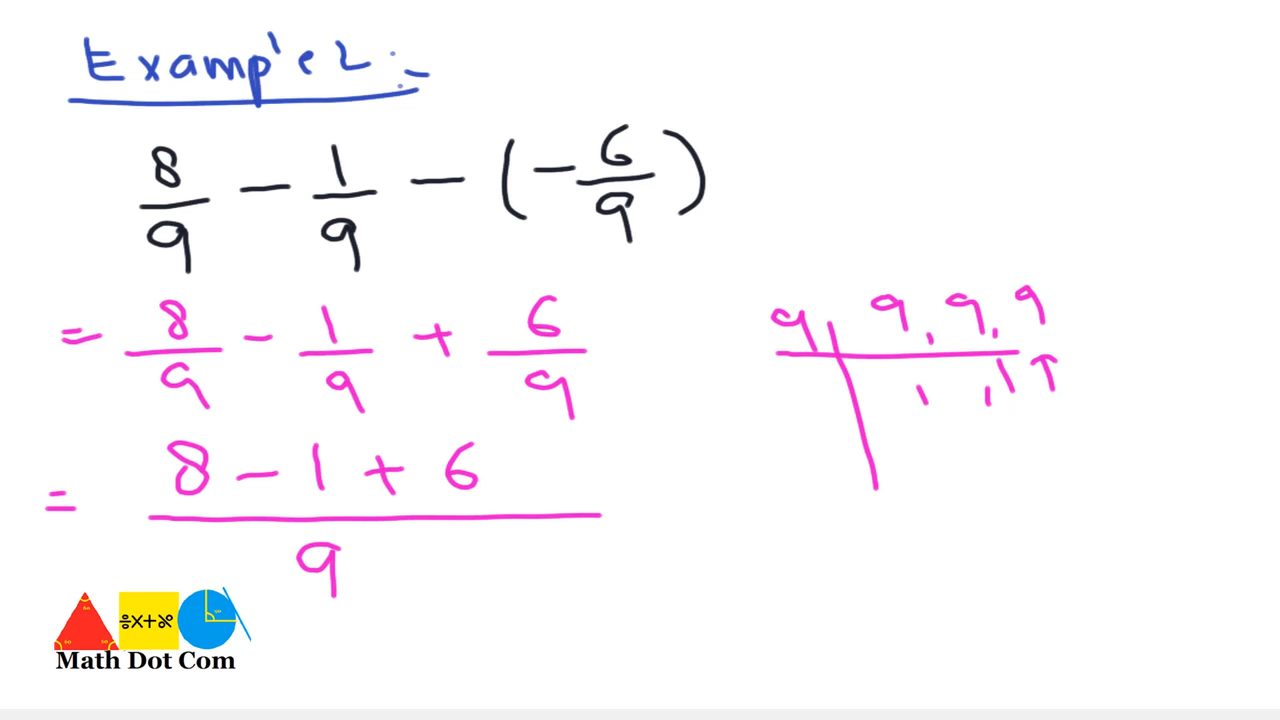 Example 2 :-
8/9 - 1/9 - (-6/9)
= 8/9 - 1/9 + 6/9
9 | 9, 9, 9
1, 1, 1
= 8 - 1 + 6 / 9
÷x+%
Math Dot Com